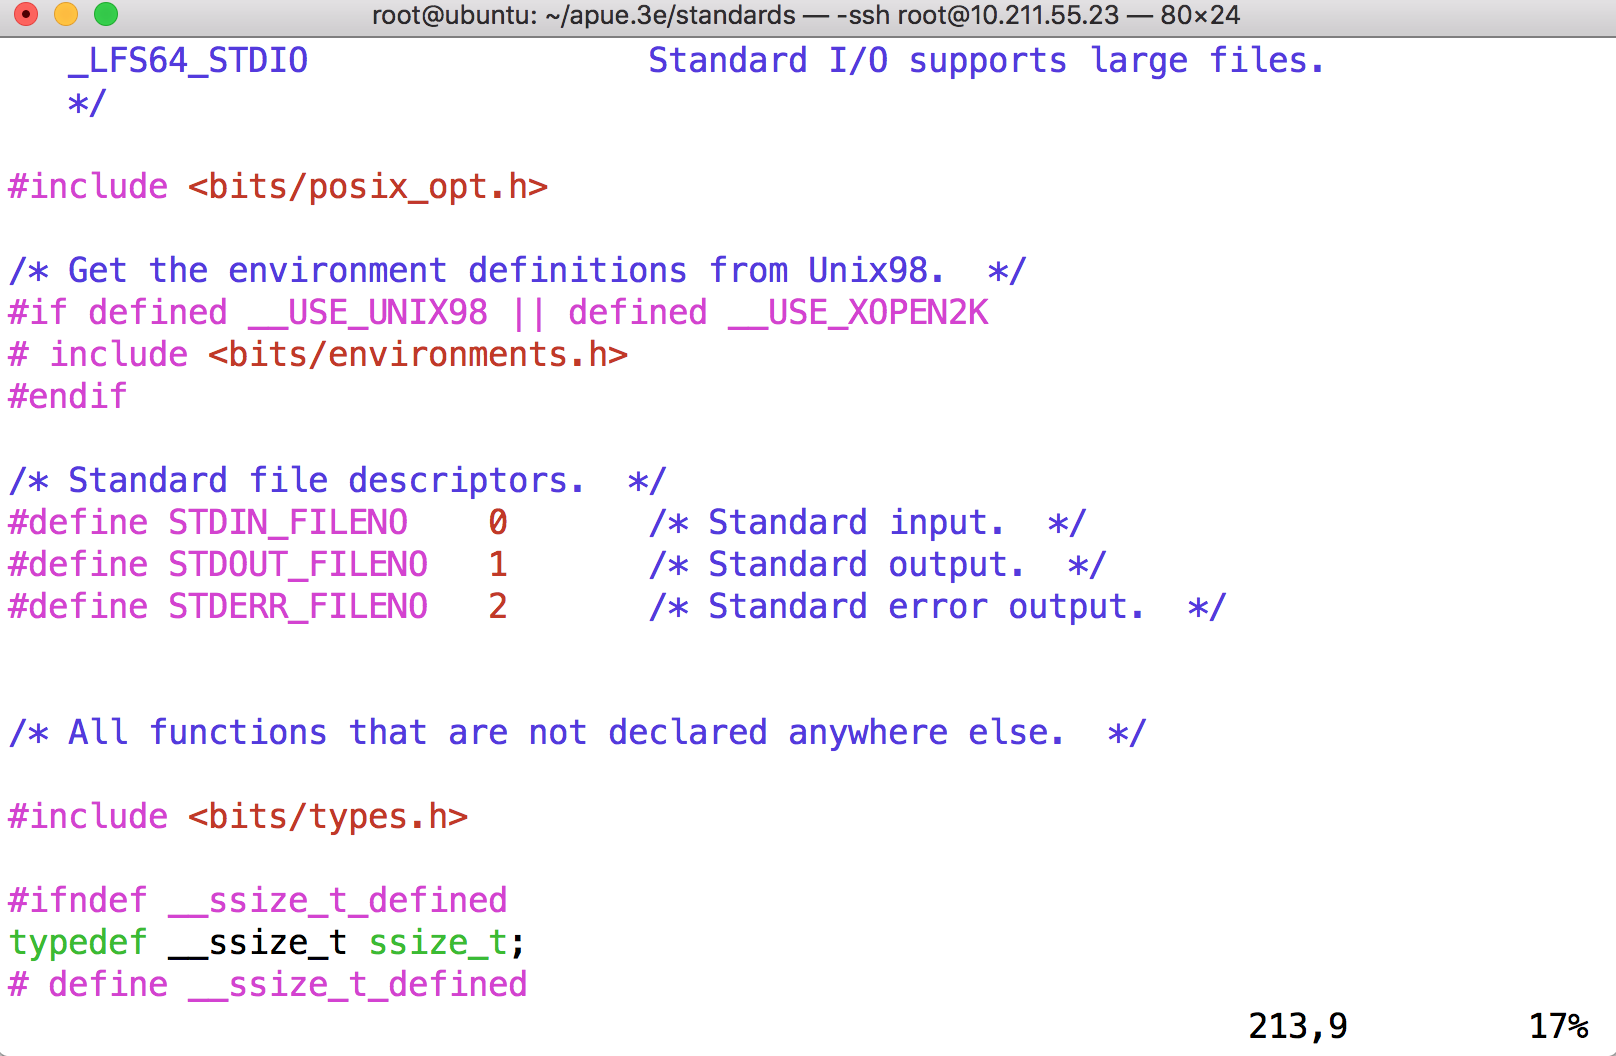 root@ubuntu: ~/apue.3e/standards — -ssh root@10.211.55.23 — 80×24
   _LFS64_STDIO                 Standard I/O supports large files.
   */

#include <bits/posix_opt.h>

/* Get the environment definitions from Unix98.  */
#if defined __USE_UNIX98 || defined __USE_XOPEN2K
# include <bits/environments.h>
#endif

/* Standard file descriptors.  */
#define STDIN_FILENO    0       /* Standard input.  */
#define STDOUT_FILENO   1       /* Standard output.  */
#define STDERR_FILENO   2       /* Standard error output.  */


/* All functions that are not declared anywhere else.  */

#include <bits/types.h>

#ifndef __ssize_t_defined
typedef __ssize_t ssize_t;
# define __ssize_t_defined
213,9         17%